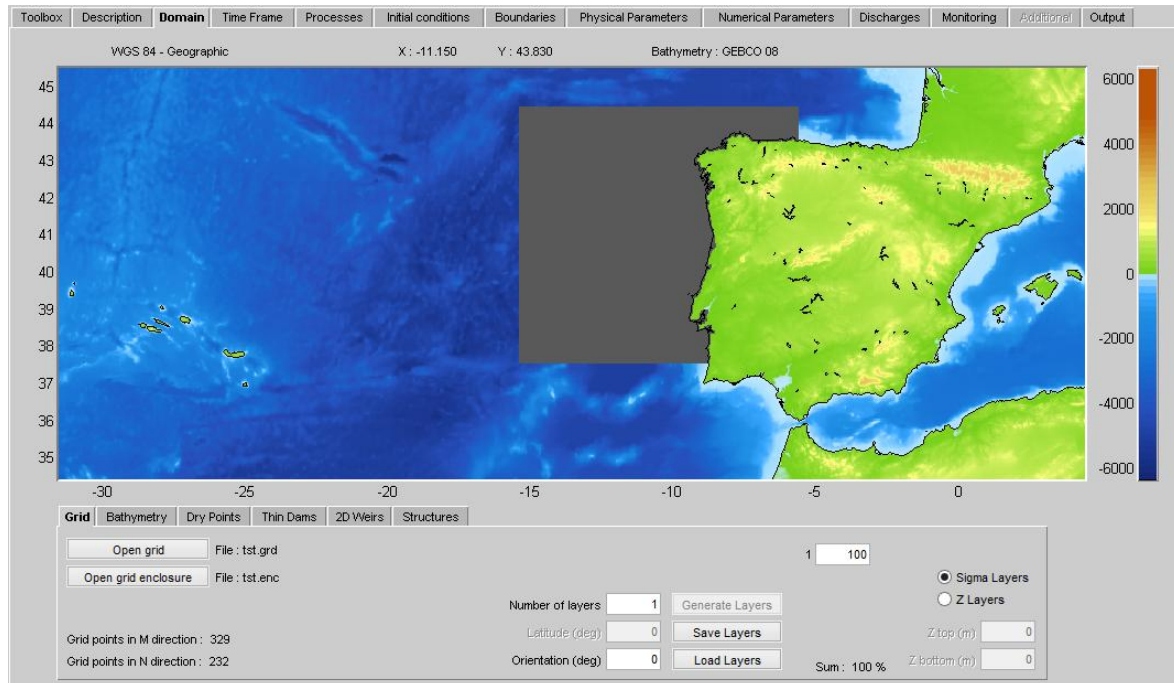 Toolbox Description Domain Time Frame Processes Initial conditions Boundaries Physical Parameters Numerical Parameters Discharges Monitoring Additional Output
WGS 84 - Geographic X : -11.150 Y : 43.830 Bathymetry : GEBCO 08
45
44
43
42
41
40
39
38
37
36
35
6000
4000
2000
0
-2000
-4000
-6000
-30 -25 -20 -15 -10 -5 0
Grid Bathymetry Dry Points Thin Dams 2D Weirs Structures
Open grid File : tst.grd 1 100
Open grid enclosure File : tst.enc Sigma Layers
Z Layers
Number of layers 1 Generate Layers
Latitude (deg) 0 Save Layers Z top (m) 0
Grid points in M direction : 329
Orientation (deg) 0 Load Layers Sum : 100 % Z bottom (m) 0
Grid points in N direction : 232